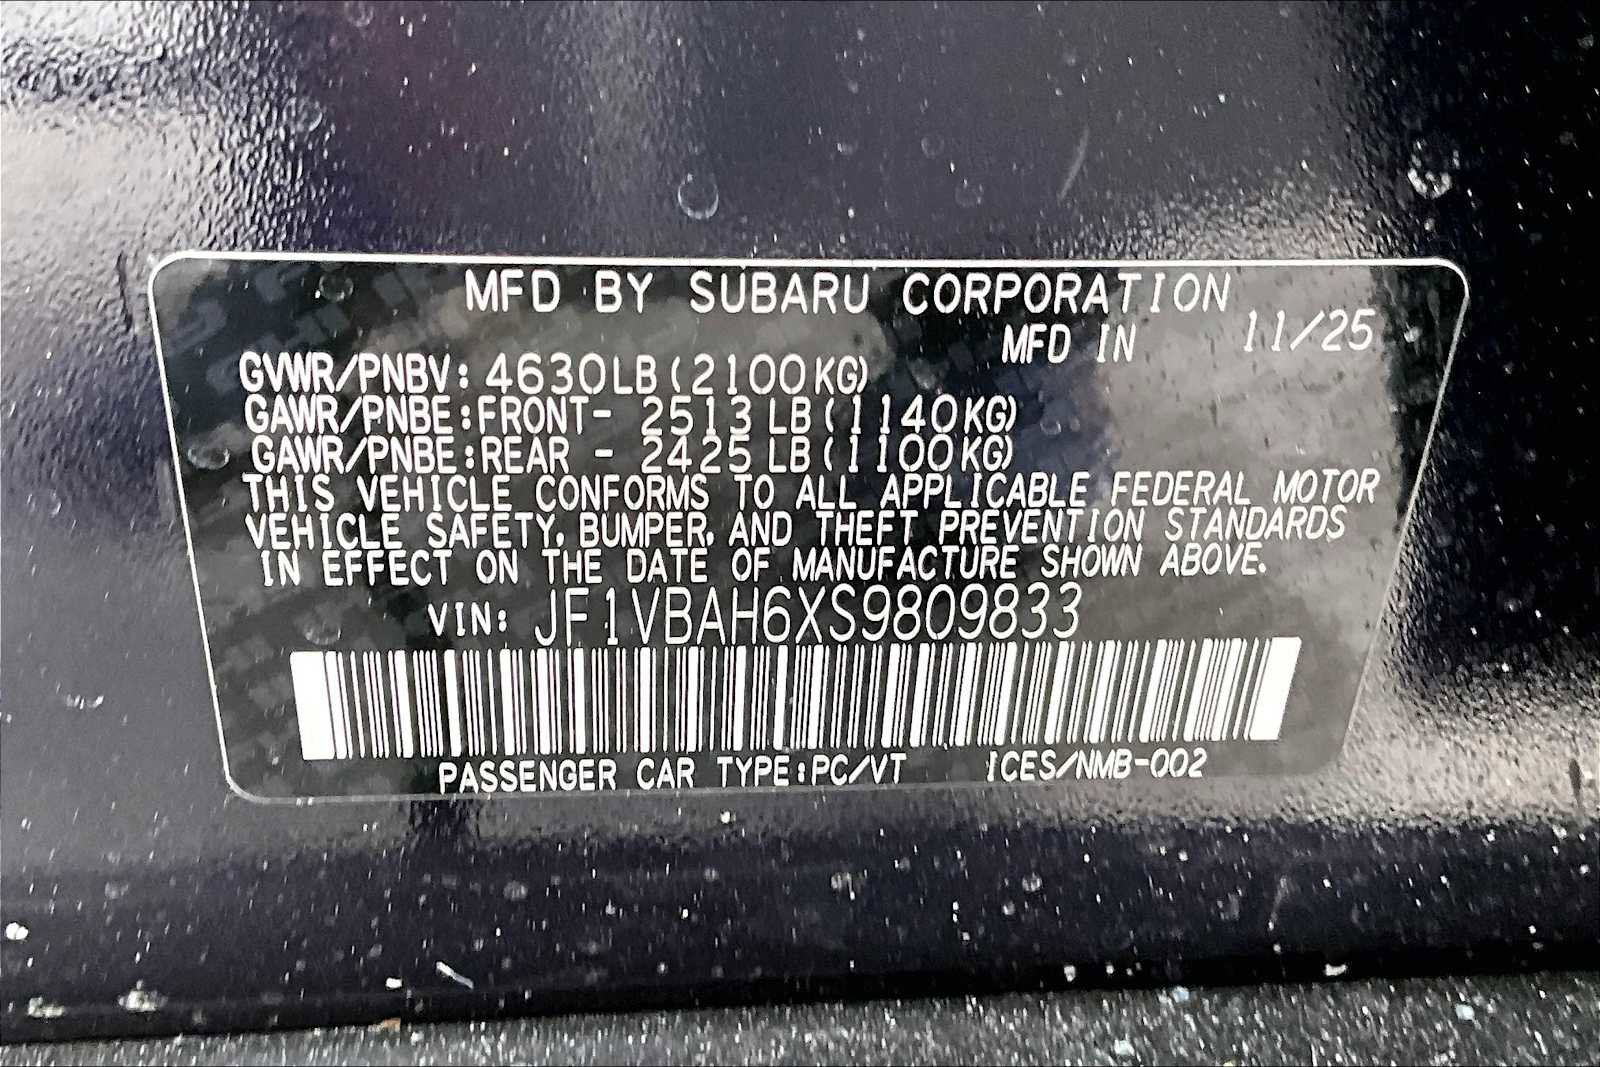 MFD BY SUBARU CORPORATION
MFD IN 11/25
GVWR/PNBV: 4630LB(2100KG)
GAWR/PNBE:FRONT- 2513 LB(1140KG)
GAWR/PNBE:REAR - 2425 LB(1100KG)
THIS VEHICLE CONFORMS TO ALL APPLICABLE FEDERAL MOTOR
VEHICLE SAFETY, BUMPER, AND THEFT PREVENTION STANDARDS
IN EFFECT ON THE DATE OF MANUFACTURE SHOWN ABOVE.
VIN: JF1VBAH6XS9809833
PASSENGER CAR TYPE:PC/VT ICES/NMB-002